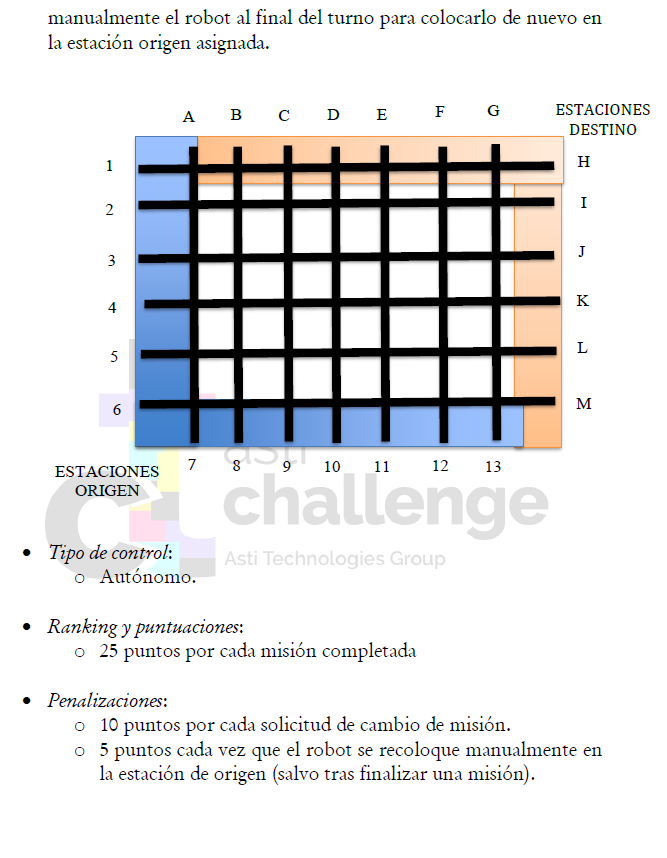 manualmente el robot al final del turno para colocarlo de nuevo en
la estación origen asignada.
A B C D E F G
ESTACIONES
DESTINO
1 H
2 I
3 J
4 K
5 L
6 M
7 8 9 10 11 12 13
ESTACIONES
ORIGEN
asti
challenge
Asti Technologies Group
• Tipo de control:
o Autónomo.
• Ranking y puntuaciones:
o 25 puntos por cada misión completada
• Penalizaciones:
o 10 puntos por cada solicitud de cambio de misión.
o 5 puntos cada vez que el robot se recoloque manualmente en
la estación de origen (salvo tras finalizar una misión).